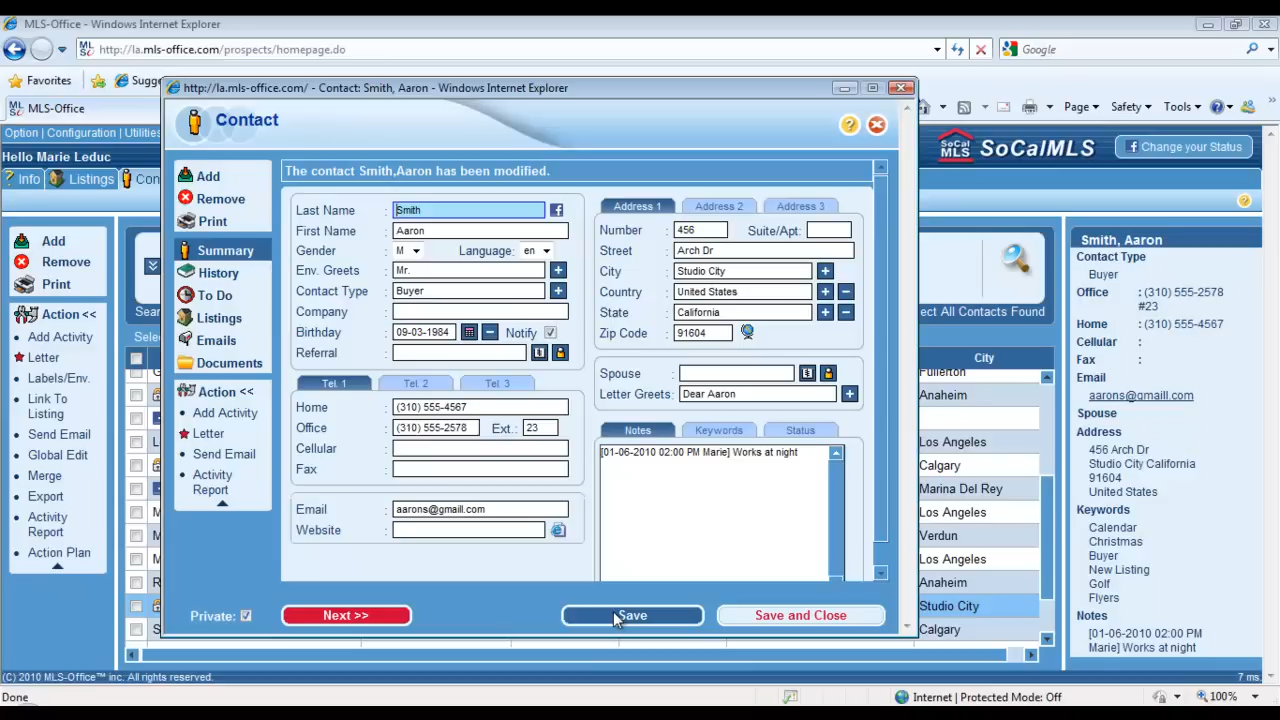 MLS-Office - Windows Internet Explorer
http://la.mls-office.com/prospects/homepage.do
Google
Favorites
MLS-Office
Page
Safety
Tools
Option | Configuration | Utilities
Hello Marie Leduc
SoCal MLS
SoCalMLS
Change your Status
Info
Listings
http://la.mls-office.com/ - Contact: Smith, Aaron - Windows Internet Explorer
Contact
Add
Remove
Print
Summary
History
To Do
Listings
Emails
Documents
Action <<
Add Activity
Letter
Send Email
Activity Report
The contact Smith,Aaron has been modified.
Last Name : Smith
First Name : Aaron
Gender : M Language: en
Env. Greets : Mr.
Contact Type : Buyer
Company :
Birthday : 09-03-1984 Notify
Referral :
Tel. 1 Tel. 2 Tel. 3
Home : (310) 555-4567
Office : (310) 555-2578 Ext.: 23
Cellular :
Fax :
Email : aarons@gmaill.com
Website :
Address 1 Address 2 Address 3
Number : 456 Suite/Apt:
Street : Arch Dr
City : Studio City
Country : United States
State : California
Zip Code : 91604
Spouse :
Letter Greets: Dear Aaron
Notes Keywords Status
[01-06-2010 02:00 PM Marie] Works at night
Private:
Next >>
Save
Save and Close
Add
Remove
Print
Action <<
Add Activity
Letter
Labels/Env.
Link To
Listing
Send Email
Global Edit
Merge
Export
Activity
Report
Action Plan
ect All Contacts Found
City
Fullerton
Anaheim
Los Angeles
Calgary
Marina Del Rey
Los Angeles
Verdun
Los Angeles
Anaheim
Studio City
Calgary
Smith, Aaron
Contact Type
Buyer
Office : (310) 555-2578
#23
Home : (310) 555-4567
Cellular :
Fax :
Email
aarons@gmaill.com
Spouse
Address
456 Arch Dr
Studio City California
91604
United States
Keywords:
Calendar
Christmas
Buyer
New Listing
Golf
Flyers
Notes
[01-06-2010 02:00 PM
Marie] Works at night
(C) 2010 MLS-Office™ inc. All rights reserved.
7 ms.
Done
Internet | Protected Mode: Off
100%